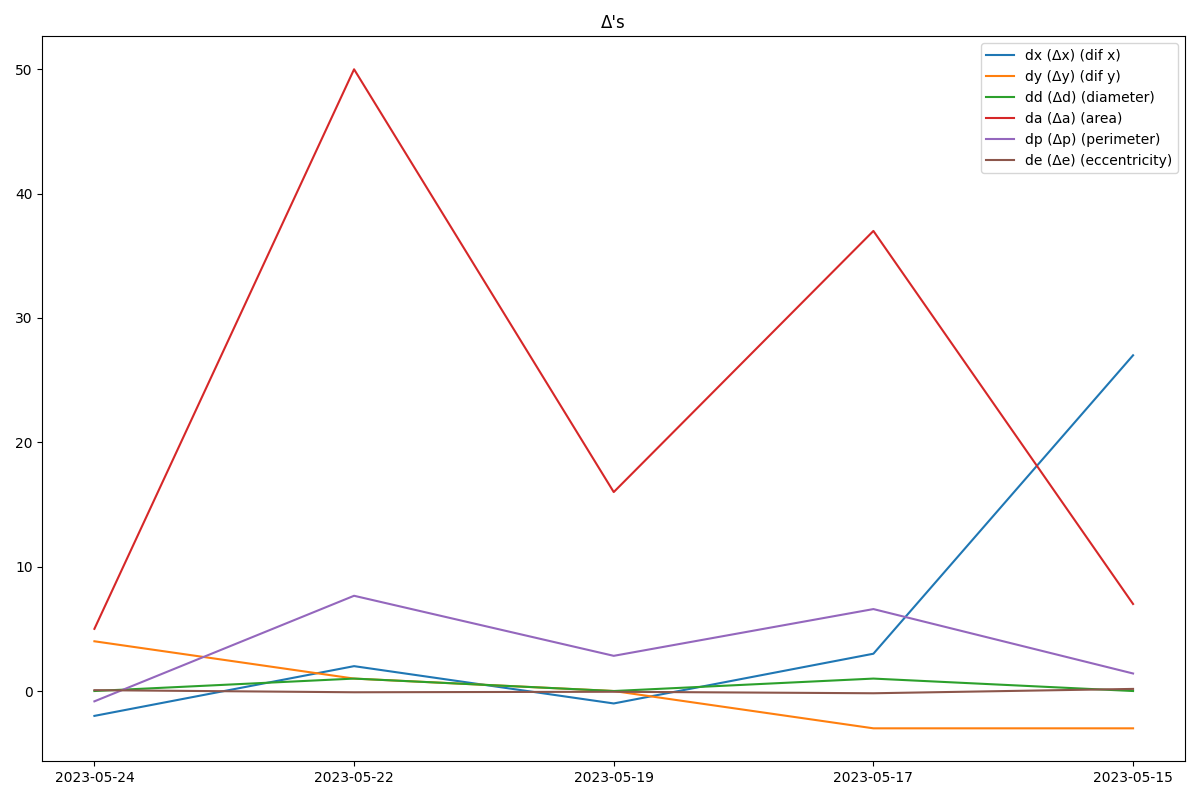 Δ's
dx (Δx) (dif x)
dy (Δy) (dif y)
dd (Δd) (diameter)
da (Δa) (area)
dp (Δp) (perimeter)
de (Δe) (eccentricity)
50
40
30
20
10
0
2023-05-24 2023-05-22 2023-05-19 2023-05-17 2023-05-15